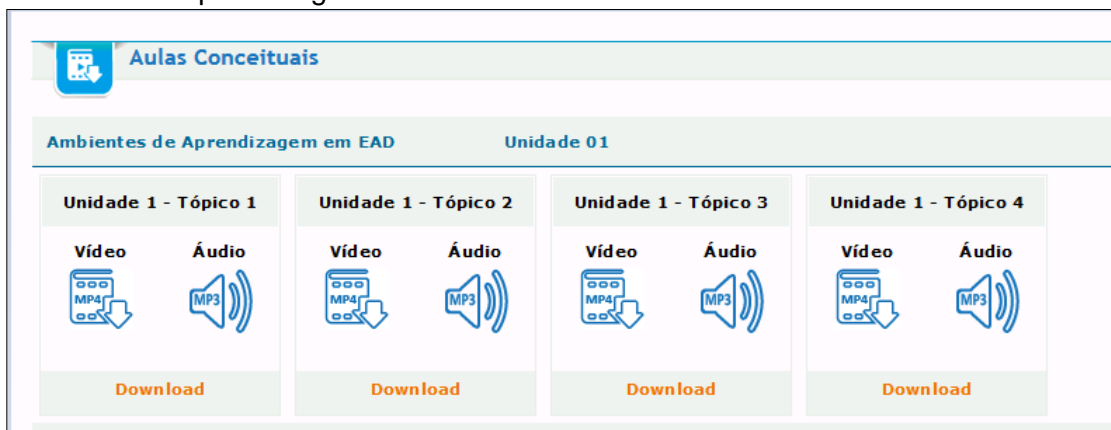 Aulas Conceituais
Ambientes de Aprendizagem em EAD Unidade 01
Unidade 1 - Tópico 1 Unidade 1 - Tópico 2 Unidade 1 - Tópico 3 Unidade 1 - Tópico 4
Vídeo Áudio Vídeo Áudio Vídeo Áudio Vídeo Áudio
MP4 MP3 MP4 MP3 MP4 MP3 MP4 MP3
Download Download Download Download